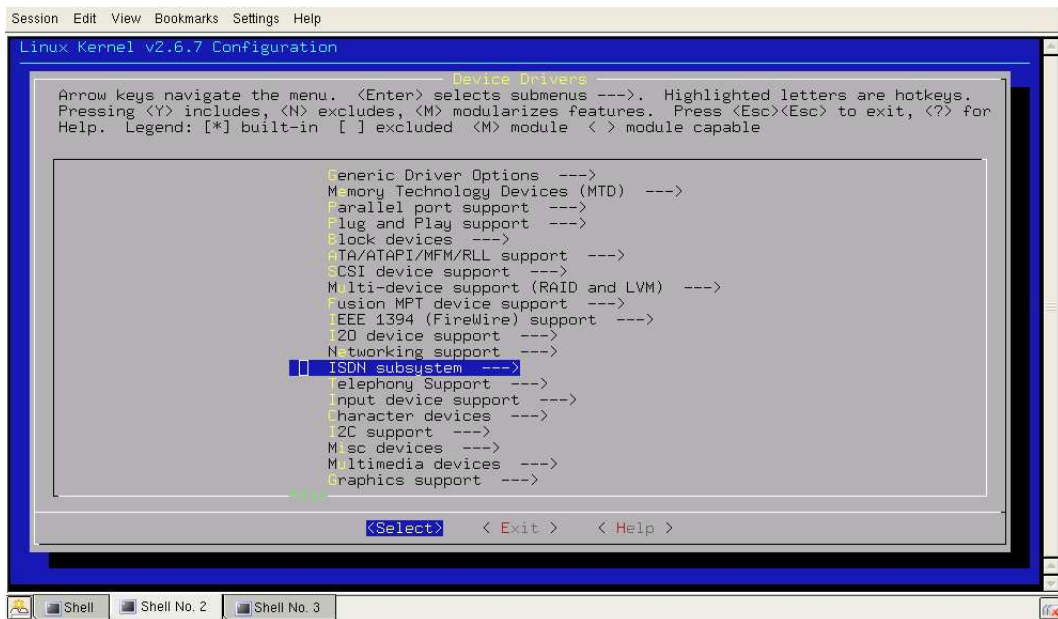 Session Edit View Bookmarks Settings Help
Linux Kernel v2.6.7 Configuration
Device Drivers
Arrow keys navigate the menu. <Enter> selects submenus --->. Highlighted letters are hotkeys.
Pressing <Y> includes, <N> excludes, <M> modularizes features. Press <Esc><Esc> to exit, <?> for
Help. Legend: [*] built-in [ ] excluded <M> module < > module capable
Generic Driver Options --->
Memory Technology Devices (MTD) --->
Parallel port support --->
Plug and Play support --->
Block devices --->
ATA/ATAPI/MFM/RLL support --->
SCSI device support --->
Multi-device support (RAID and LVM) --->
Fusion MPT device support --->
IEEE 1394 (FireWire) support --->
I2O device support --->
Networking support --->
ISDN subsystem --->
Telephony Support --->
Input device support --->
Character devices --->
I2C support --->
Misc devices --->
Multimedia devices --->
Graphics support --->
<Select> < Exit > < Help >
Shell Shell No. 2 Shell No. 3